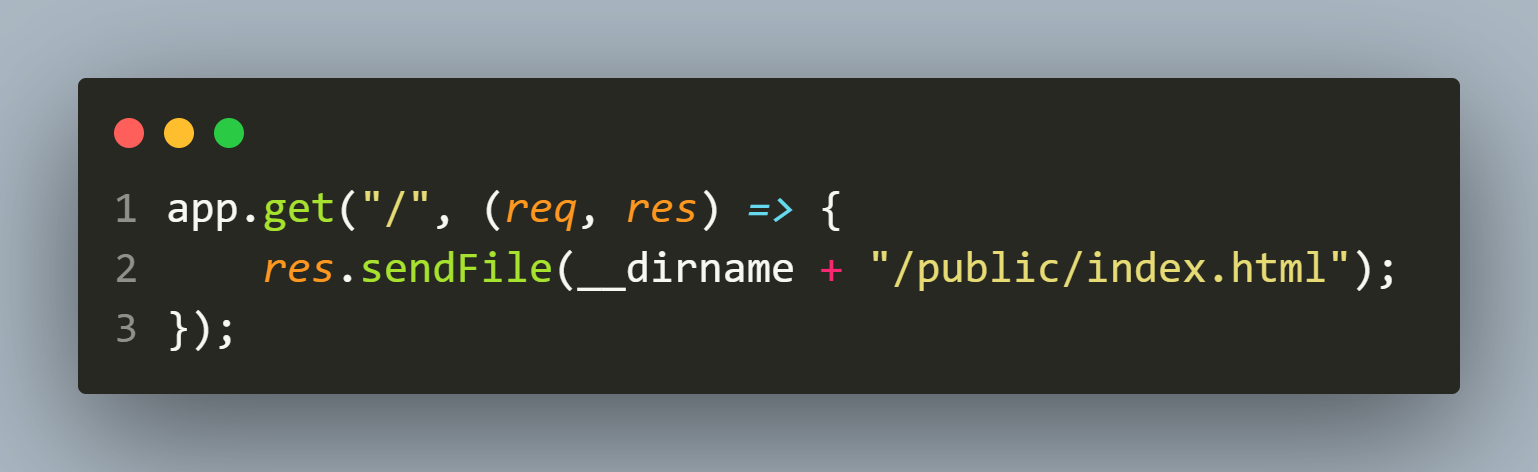 1 app.get("/", (req, res) => {
2     res.sendFile(__dirname + "/public/index.html");
3 });